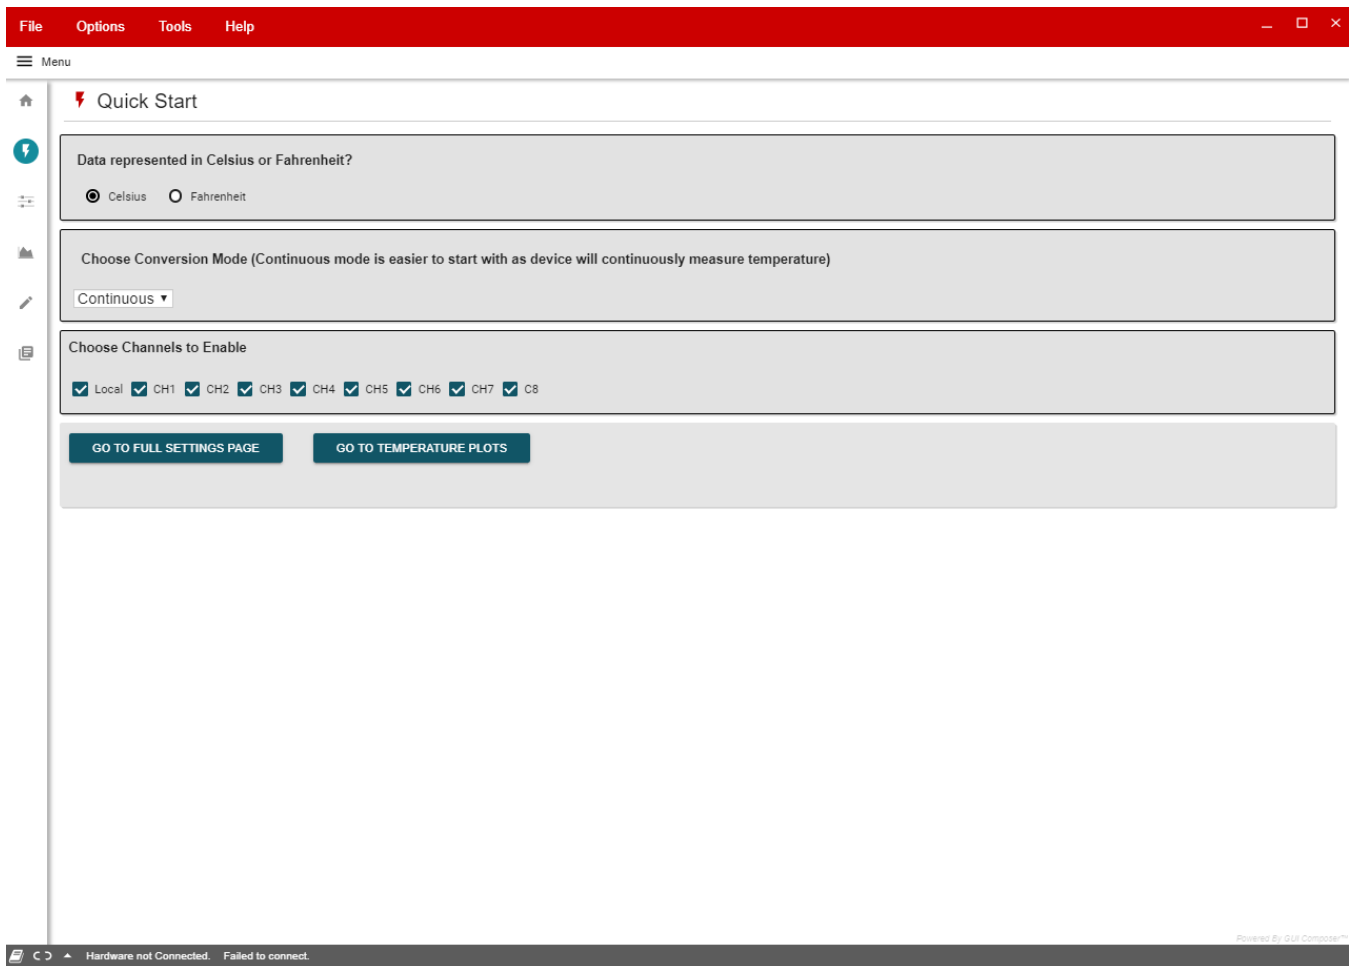 File Options Tools Help
Menu
Quick Start
Data represented in Celsius or Fahrenheit?
Celsius Fahrenheit
Choose Conversion Mode (Continuous mode is easier to start with as device will continuously measure temperature)
Continuous
Choose Channels to Enable
Local CH1 CH2 CH3 CH4 CH5 CH6 CH7 C8
GO TO FULL SETTINGS PAGE GO TO TEMPERATURE PLOTS
Powered By GUI Composer™
Hardware not Connected. Failed to connect.